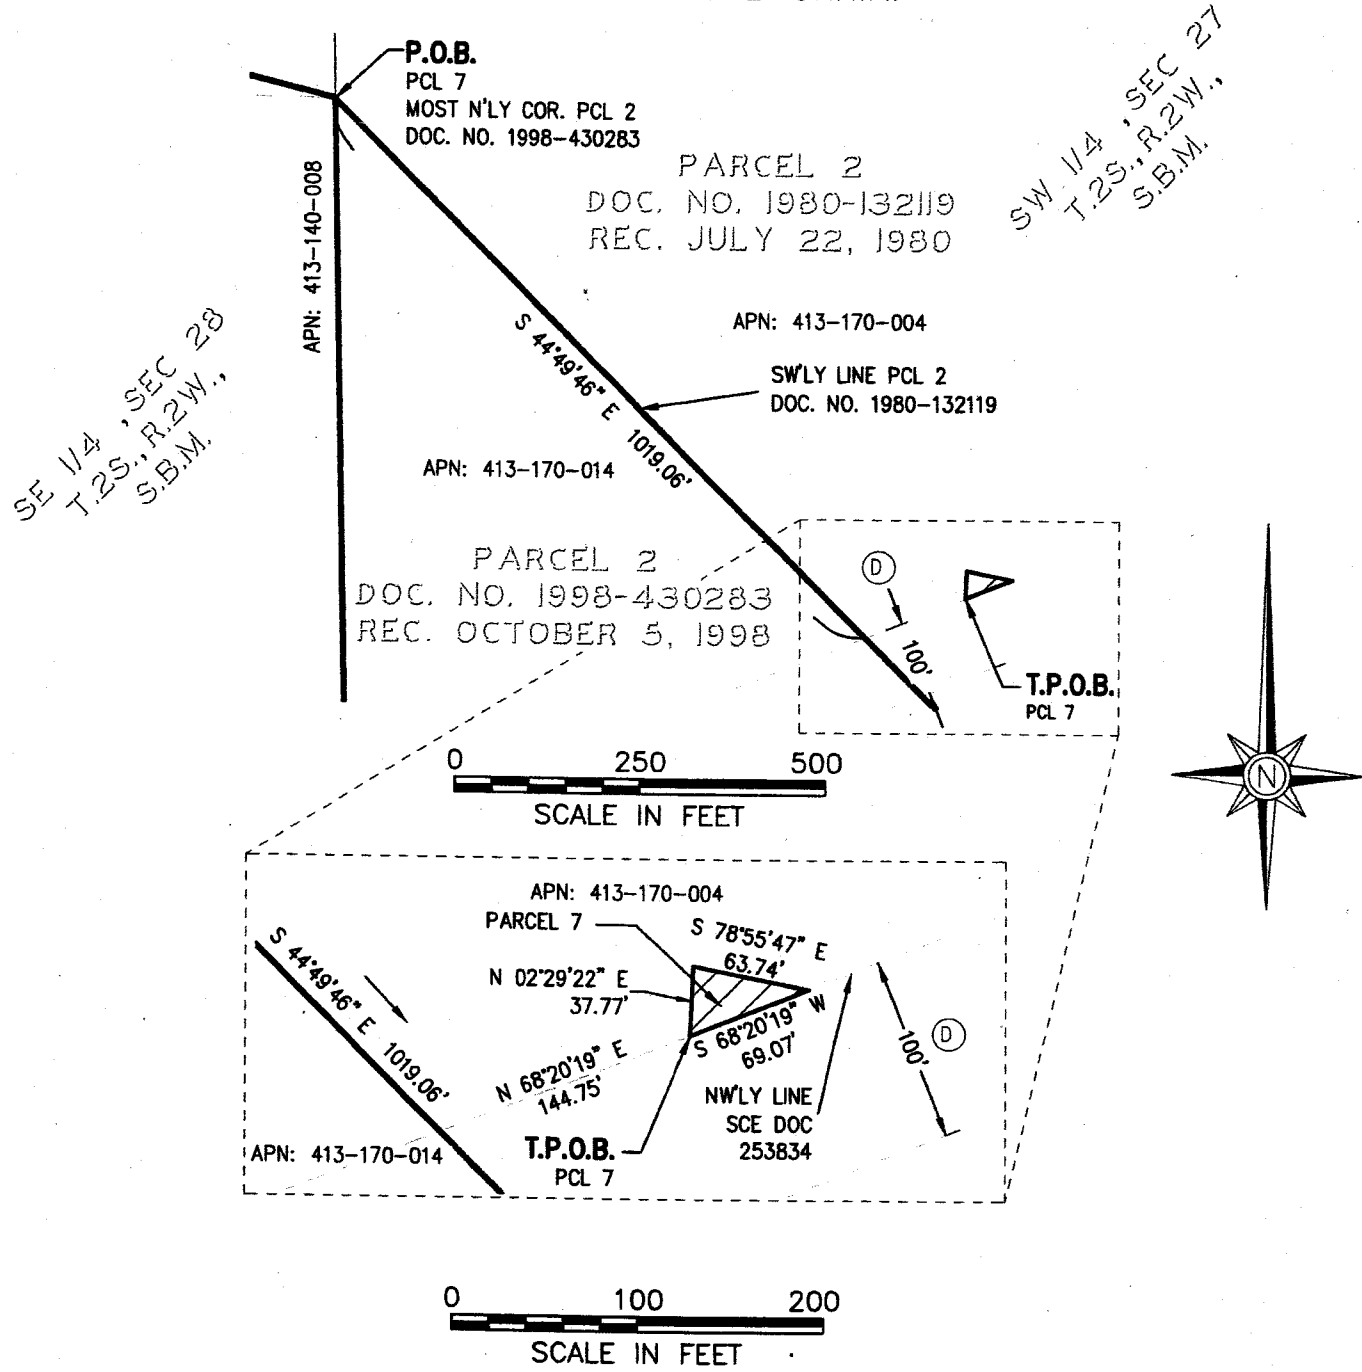 P.O.B.
PCL 7
MOST N'LY COR. PCL 2
DOC. NO. 1998-430283
SW 1/4 , SEC 27
T.2S., R.2W.,
S.B.M.
PARCEL 2
DOC. NO. 1980-132119
REC. JULY 22, 1980
APN: 413-140-008
APN: 413-170-004
SE 1/4 , SEC 28
T.2S., R.2W.,
S.B.M.
S 44°49'46" E 1019.06'
SW'LY LINE PCL 2
DOC. NO. 1980-132119
APN: 413-170-014
PARCEL 2
DOC. NO. 1998-430283
REC. OCTOBER 5, 1998
D
100'
T.P.O.B.
PCL 7
0 250 500
SCALE IN FEET
N
APN: 413-170-004
PARCEL 7
S 78°55'47" E
63.74'
N 02°29'22" E
37.77'
S 44°49'46" E 1019.06'
S 68°20'19" W
69.07'
N 68°20'19" E
144.75'
100'
D
NW'LY LINE
SCE DOC
253834
T.P.O.B.
PCL 7
APN: 413-170-014
0 100 200
SCALE IN FEET